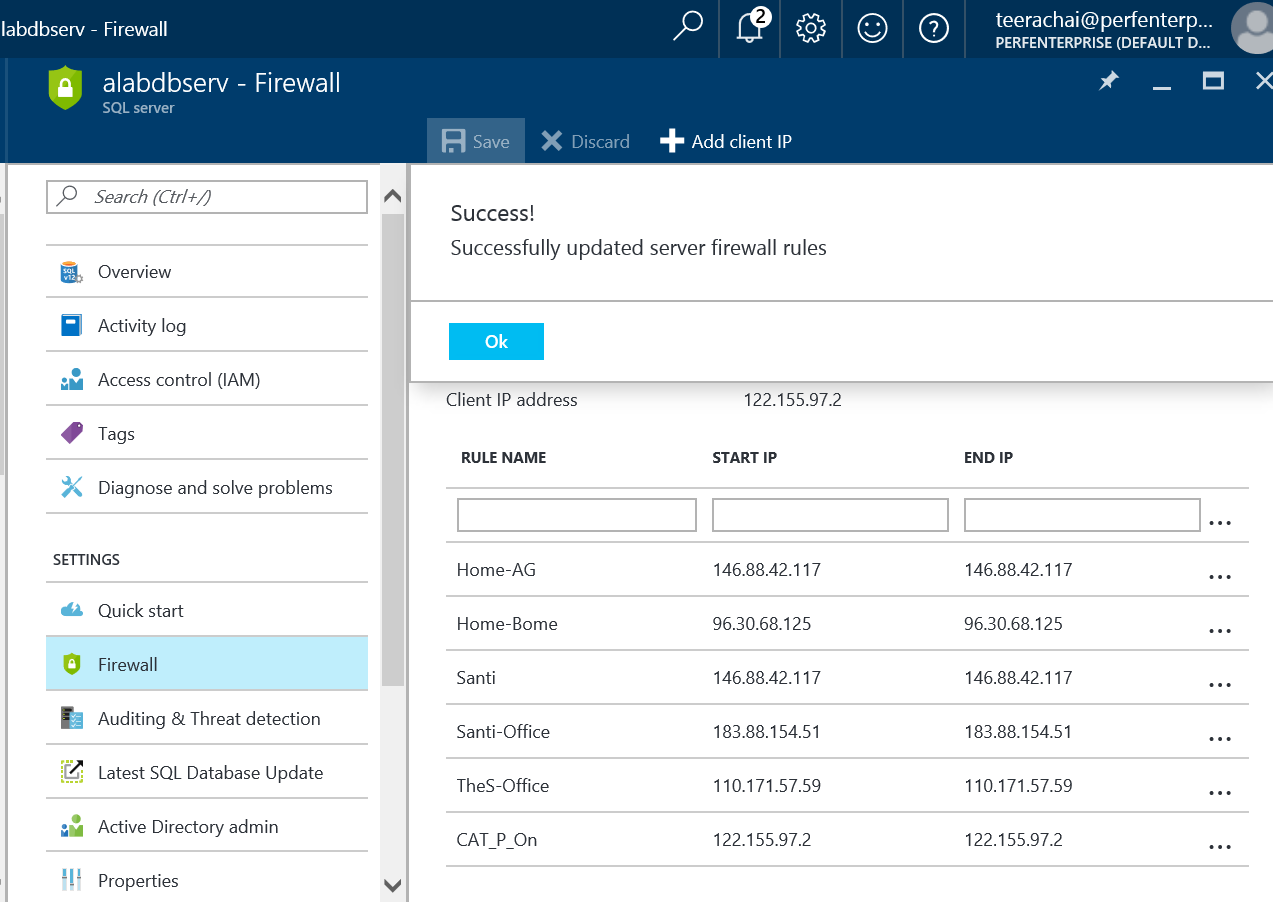 labdbserv - Firewall
2
teerachai@perfenterp...
PERFENTERPRISE (DEFAULT D...
alabdbserv - Firewall
SQL server
Save
Discard
Add client IP
Search (Ctrl+/)
Success!
Successfully updated server firewall rules
Ok
SQL
v12
Overview
Activity log
Access control (IAM)
Tags
Diagnose and solve problems
SETTINGS
Quick start
Firewall
Auditing & Threat detection
Latest SQL Database Update
Active Directory admin
Properties
Client IP address 122.155.97.2
RULE NAME START IP END IP
...
Home-AG 146.88.42.117 146.88.42.117 ...
Home-Bome 96.30.68.125 96.30.68.125 ...
Santi 146.88.42.117 146.88.42.117 ...
Santi-Office 183.88.154.51 183.88.154.51 ...
TheS-Office 110.171.57.59 110.171.57.59 ...
CAT_P_On 122.155.97.2 122.155.97.2 ...